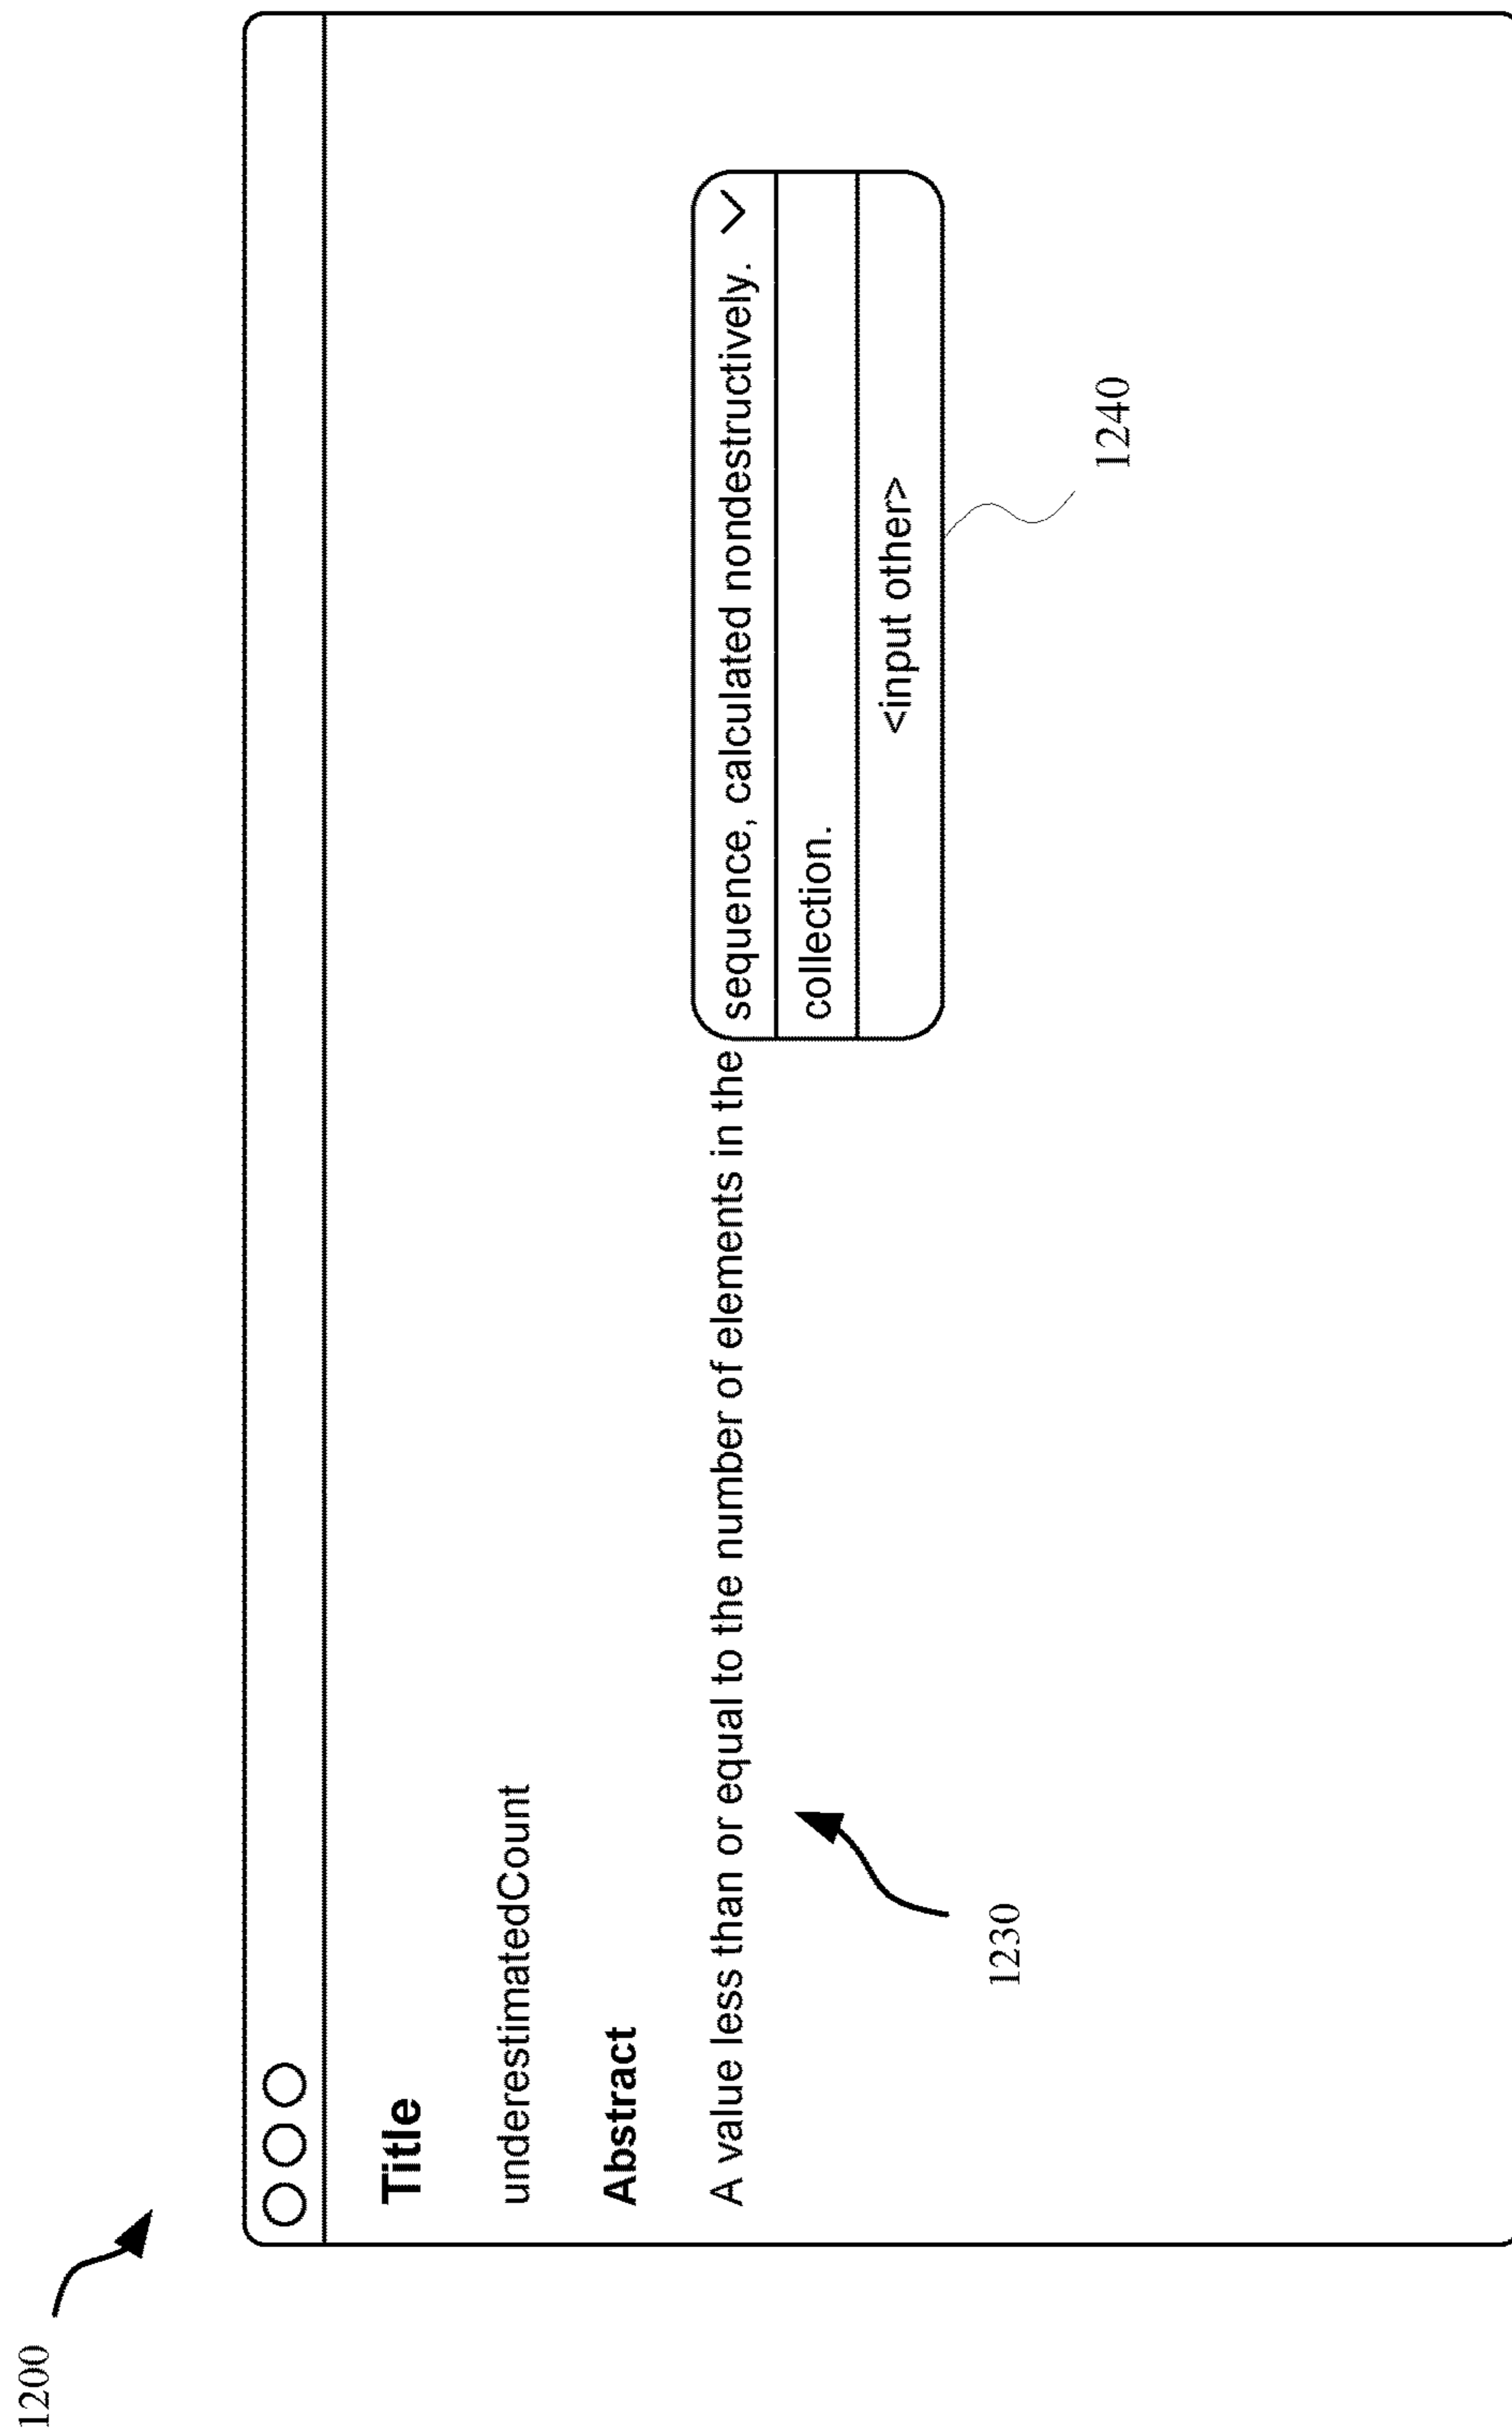 1200
Title
underestimatedCount
Abstract
A value less than or equal to the number of elements in the sequence, calculated nondestructively.
collection.
<input other>
1230
1240